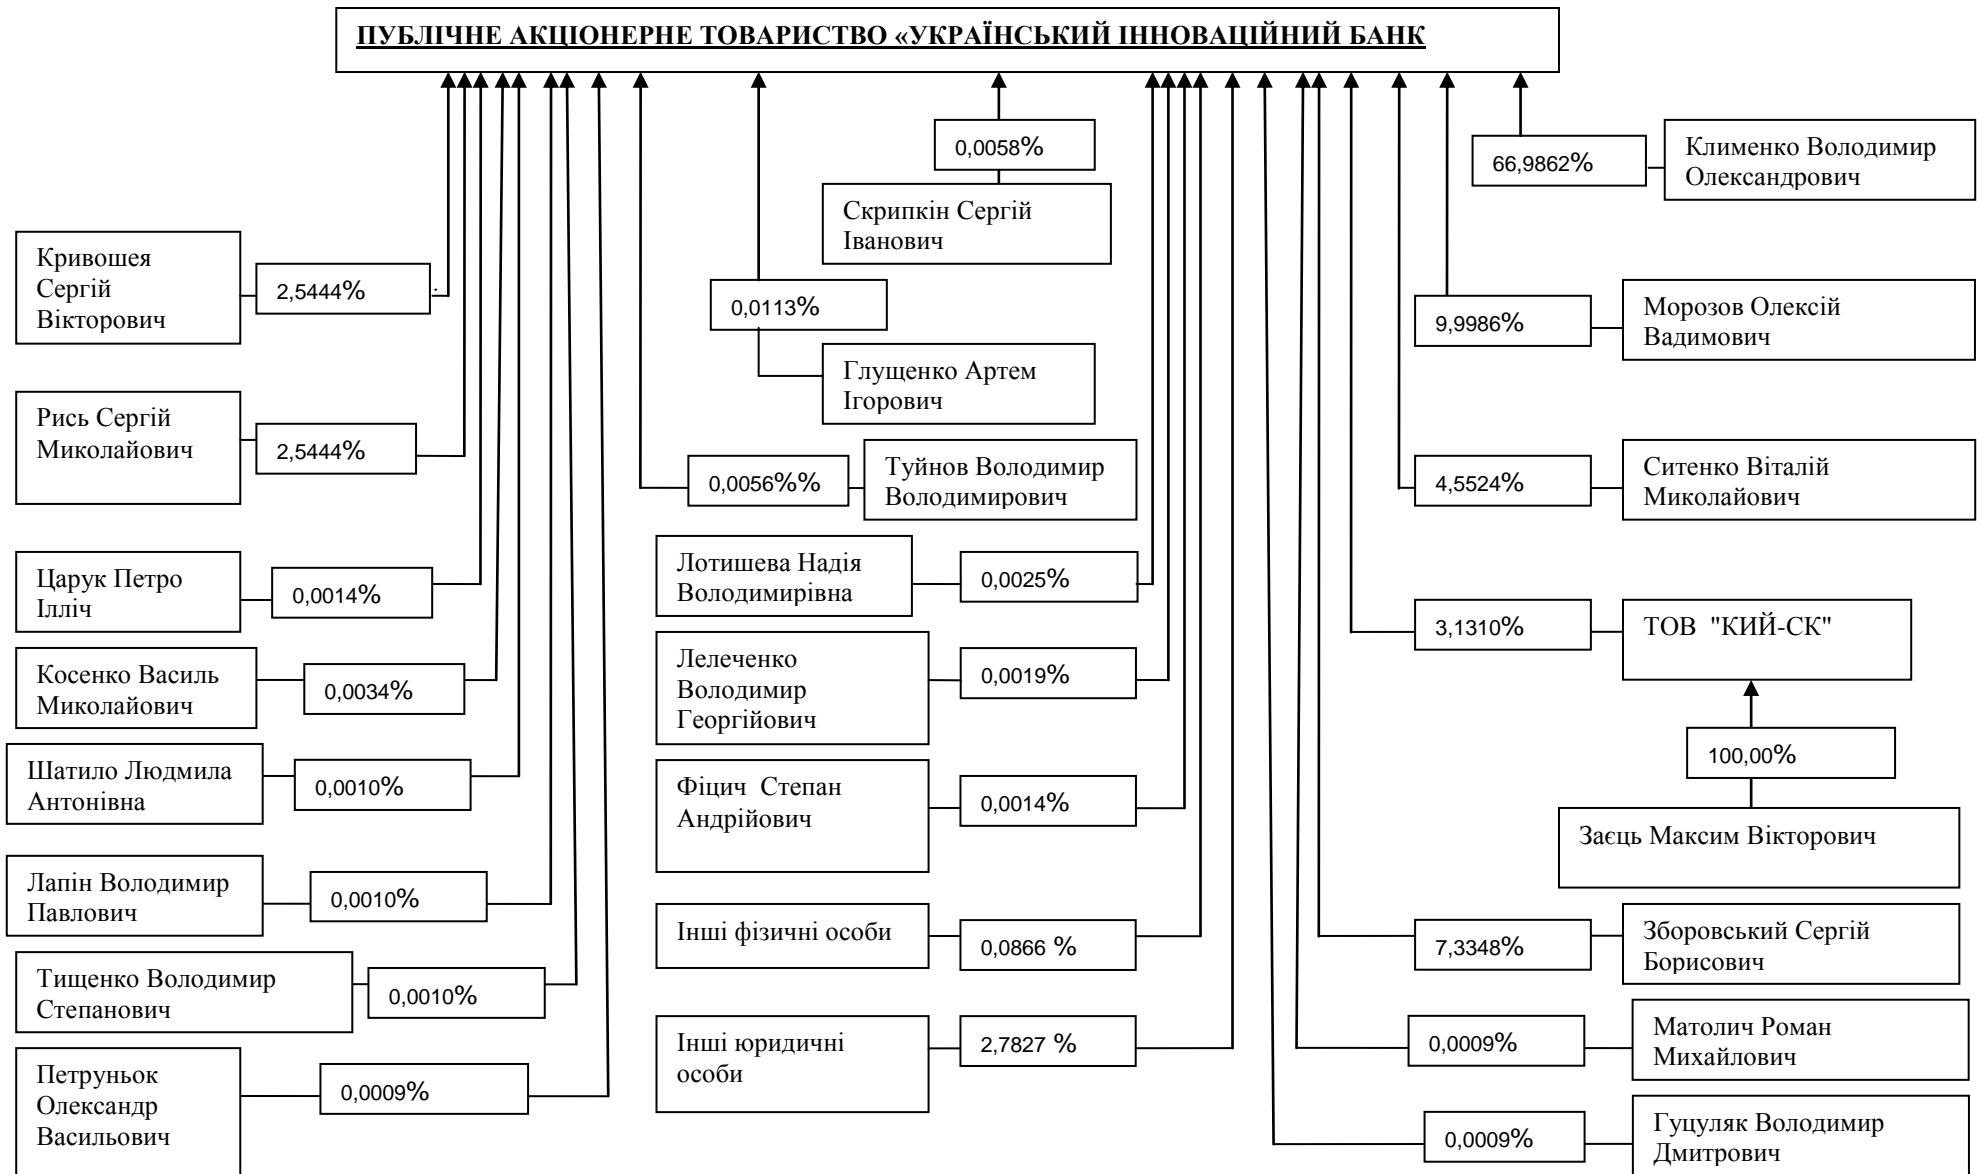 ПУБЛІЧНЕ АКЦІОНЕРНЕ ТОВАРИСТВО «УКРАЇНСЬКИЙ ІННОВАЦІЙНИЙ БАНК
0,0058%
Скрипкін Сергій
Іванович
66,9862%
Клименко Володимир
Олександрович
Кривошея
Сергій
Вікторович
2,5444%
0,0113%
Глущенко Артем
Ігорович
9,9986%
Морозов Олексій
Вадимович
Рись Сергій
Миколайович
2,5444%
0,0056%%
Туйнов Володимир
Володимирович
4,5524%
Ситенко Віталій
Миколайович
Царук Петро
Ілліч
0,0014%
Лотишева Надія
Володимирівна
0,0025%
3,1310%
ТОВ "КИЙ-СК"
Косенко Василь
Миколайович
0,0034%
Лелеченко
Володимир
Георгійович
0,0019%
100,00%
Заєць Максим Вікторович
Шатило Людмила
Антонівна
0,0010%
Фіцич Степан
Андрійович
0,0014%
Лапін Володимир
Павлович
0,0010%
Інші фізичні особи
0,0866 %
7,3348%
Зборовський Сергій
Борисович
Тищенко Володимир
Степанович
0,0010%
Інші юридичні
особи
2,7827 %
0,0009%
Матолич Роман
Михайлович
Петруньок
Олександр
Васильович
0,0009%
0,0009%
Гуцуляк Володимир
Дмитрович